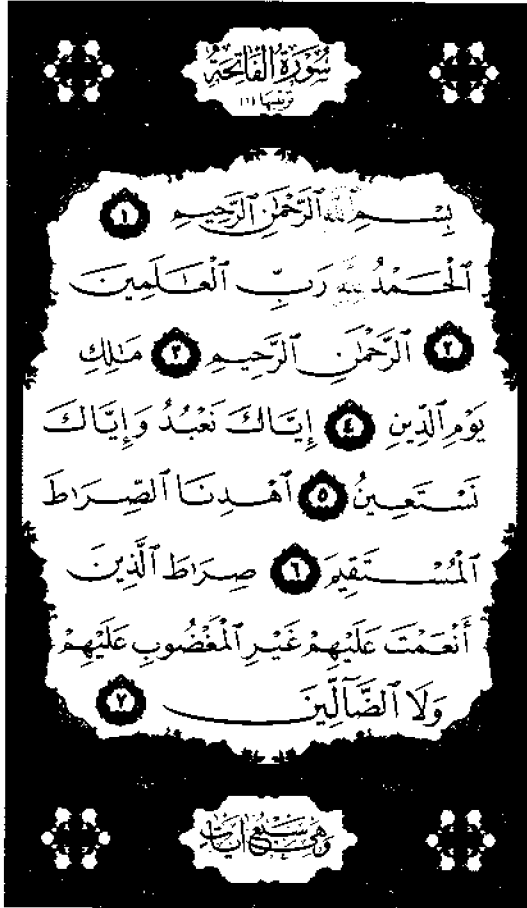 سُورَةُ الفَاتِحَةِ
ترتيبها ١
بِسْمِ ٱللَّهِ ٱلرَّحْمَٰنِ ٱلرَّحِيمِ ١
ٱلْحَمْدُ لِلَّهِ رَبِّ ٱلْعَٰلَمِينَ
٢ ٱلرَّحْمَٰنِ ٱلرَّحِيمِ ٣ مَٰلِكِ
يَوْمِ ٱلدِّينِ ٤ إِيَّاكَ نَعْبُدُ وَإِيَّاكَ
نَسْتَعِينُ ٥ ٱهْدِنَا ٱلصِّرَٰطَ
ٱلْمُسْتَقِيمَ ٦ صِرَٰطَ ٱلَّذِينَ
أَنْعَمْتَ عَلَيْهِمْ غَيْرِ ٱلْمَغْضُوبِ عَلَيْهِمْ
وَلَا ٱلضَّآلِّينَ ٧
وَهِيَ سَبْعُ آيَاتٍ